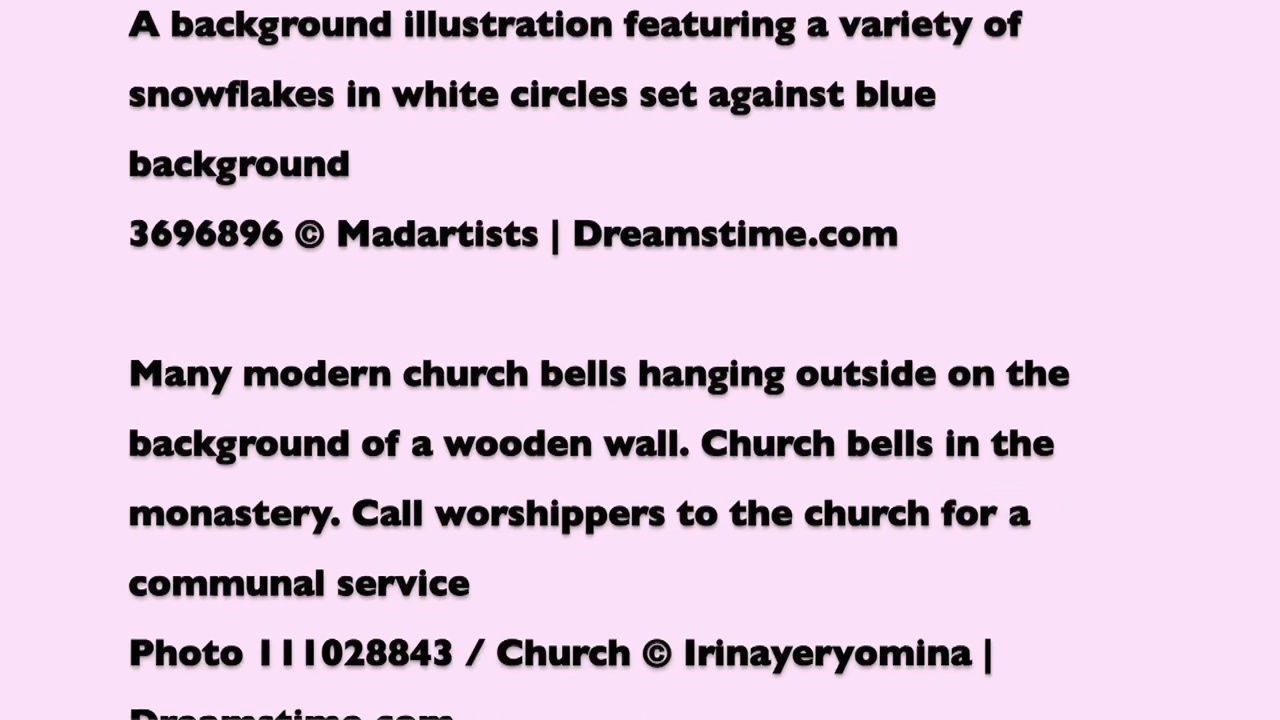 A background illustration featuring a variety of
snowflakes in white circles set against blue
background
3696896 © Madartists | Dreamstime.com
Many modern church bells hanging outside on the
background of a wooden wall. Church bells in the
monastery. Call worshippers to the church for a
communal service
Photo 111028843 / Church © Irinayeryomina |
Dreamstime.com